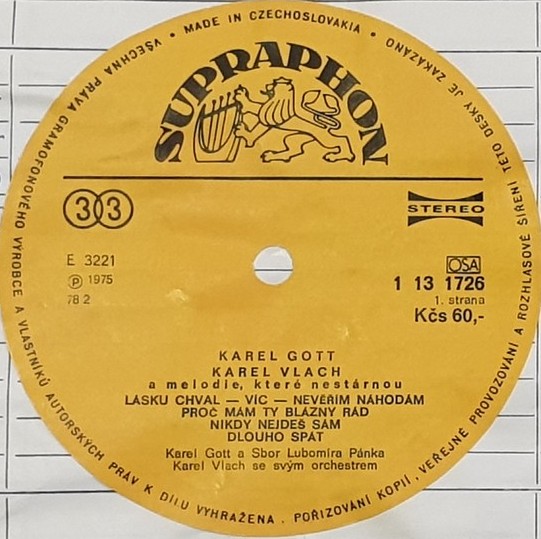 VŠECHNA PRÁVA GRAMOFONOVÉHO VÝROBCE A VLASTNÍKŮ AUTORSKÝCH PRÁV K DÍLU VYHRAŽENA . POŘIZOVÁNÍ KOPIÍ , VEŘEJNÉ PROVOZOVÁNÍ A ROZHLASOVÉ ŠÍŘENÍ TÉTO DESKY JE ZAKÁZÁNO • MADE IN CZECHOSLOVAKIA •
SUPRAPHON
33
STEREO
E 3221
OSA
Ⓟ 1975
1 13 1726
78 2
1. strana
Kčs 60,-
KAREL GOTT
KAREL VLACH
a melodie, které nestárnou
LÁSKU CHVAL — VÍC — NEVĚŘÍM NÁHODÁM
PROČ MÁM TY BLÁZNY RÁD
NIKDY NEJDEŠ SÁM
DLOUHO SPÁT
Karel Gott a Sbor Lubomíra Pánka
Karel Vlach se svým orchestrem